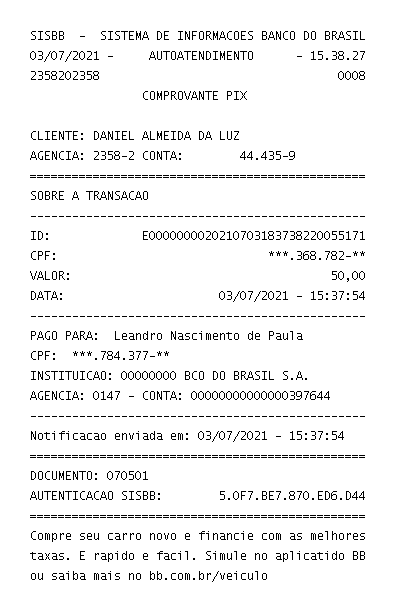 SISBB - SISTEMA DE INFORMACOES BANCO DO BRASIL
03/07/2021 - AUTOATENDIMENTO - 15.38.27
2358202358 0008
COMPROVANTE PIX
CLIENTE: DANIEL ALMEIDA DA LUZ
AGENCIA: 2358-2 CONTA: 44.435-9
================================================
SOBRE A TRANSACAO
------------------------------------------------
ID: E0000000020210703183738220055171
CPF: ***.368.782-**
VALOR: 50,00
DATA: 03/07/2021 - 15:37:54
------------------------------------------------
PAGO PARA: Leandro Nascimento de Paula
CPF: ***.784.377-**
INSTITUICAO: 00000000 BCO DO BRASIL S.A.
AGENCIA: 0147 - CONTA: 00000000000000397644
------------------------------------------------
Notificacao enviada em: 03/07/2021 - 15:37:54
================================================
DOCUMENTO: 070501
AUTENTICACAO SISBB: 5.0F7.BE7.870.ED6.D44
================================================
Compre seu carro novo e financie com as melhores
taxas. E rapido e facil. Simule no aplicatido BB
ou saiba mais no bb.com.br/veiculo